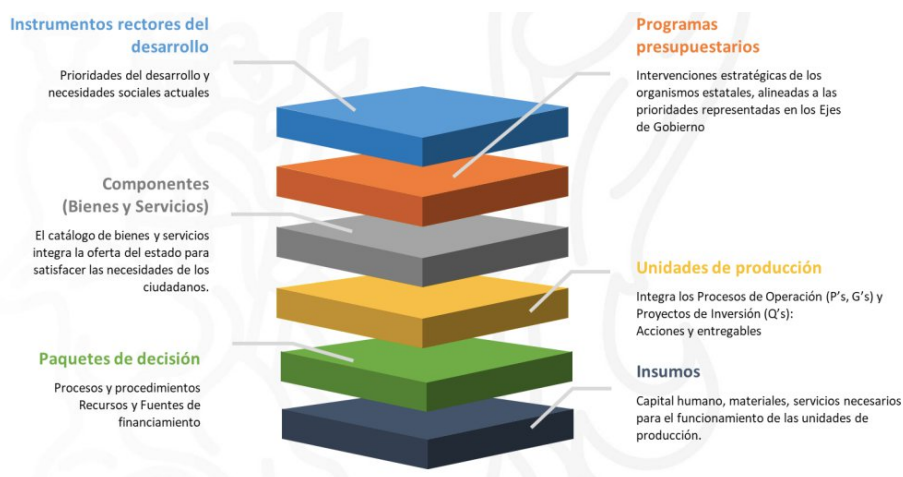 Instrumentos rectores del
desarrollo
Prioridades del desarrollo y
necesidades sociales actuales
Programas
presupuestarios
Intervenciones estratégicas de los
organismos estatales, alineadas a las
prioridades representadas en los Ejes
de Gobierno
Componentes
(Bienes y Servicios)
El catálogo de bienes y servicios
integra la oferta del estado para
satisfacer las necesidades de los
ciudadanos.
Unidades de producción
Integra los Procesos de Operación (P's, G's) y
Proyectos de Inversión (Q's):
Acciones y entregables
Paquetes de decisión
Procesos y procedimientos
Recursos y Fuentes de
financiamiento
Insumos
Capital humano, materiales, servicios necesarios
para el funcionamiento de las unidades de
producción.